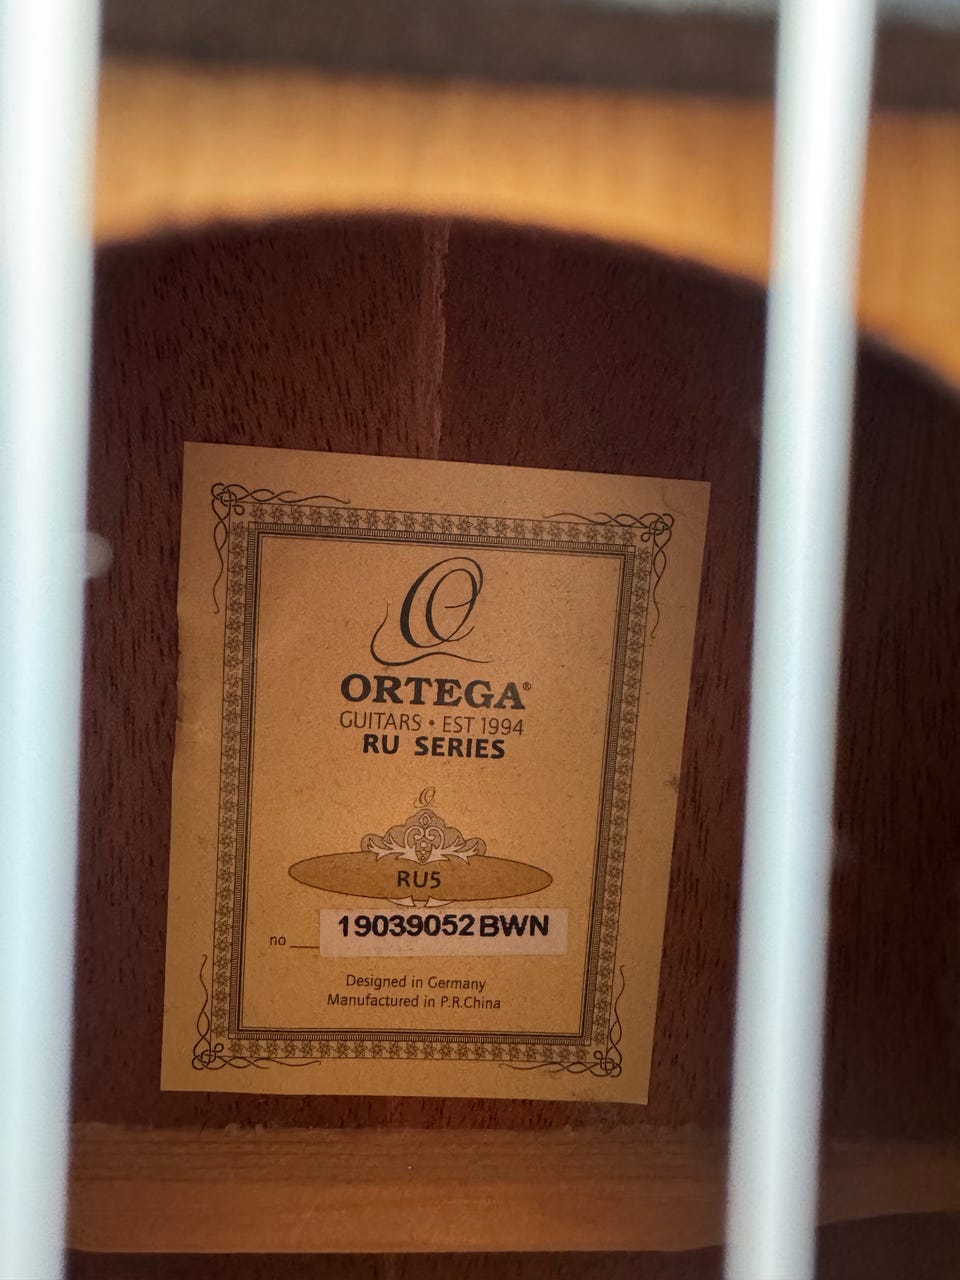 ORTEGA®
GUITARS • EST 1994
RU SERIES
RU5
no 19039052BWN
Designed in Germany
Manufactured in P.R.China